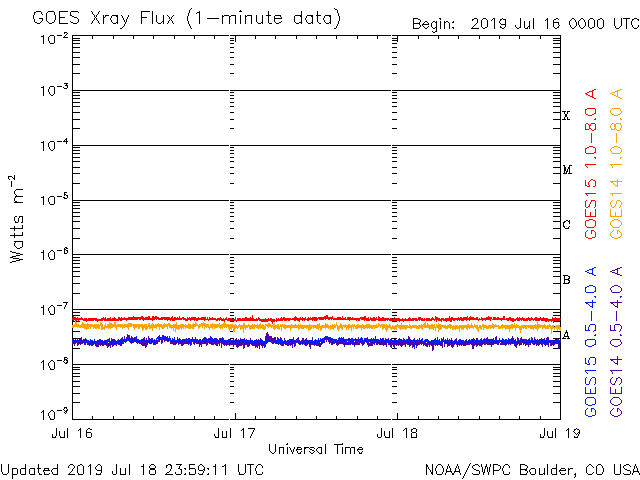 GOES Xray Flux (1-minute data)
Begin: 2019 Jul 16 0000 UTC
10⁻²
10⁻³
10⁻⁴
10⁻⁵
10⁻⁶
10⁻⁷
10⁻⁸
10⁻⁹
Watts m⁻²
X
M
C
B
A
GOES15 1.0-8.0 A
GOES14 1.0-8.0 A
GOES15 0.5-4.0 A
GOES14 0.5-4.0 A
Jul 16 Jul 17 Jul 18 Jul 19
Universal Time
Updated 2019 Jul 18 23:59:11 UTC
NOAA/SWPC Boulder, CO USA